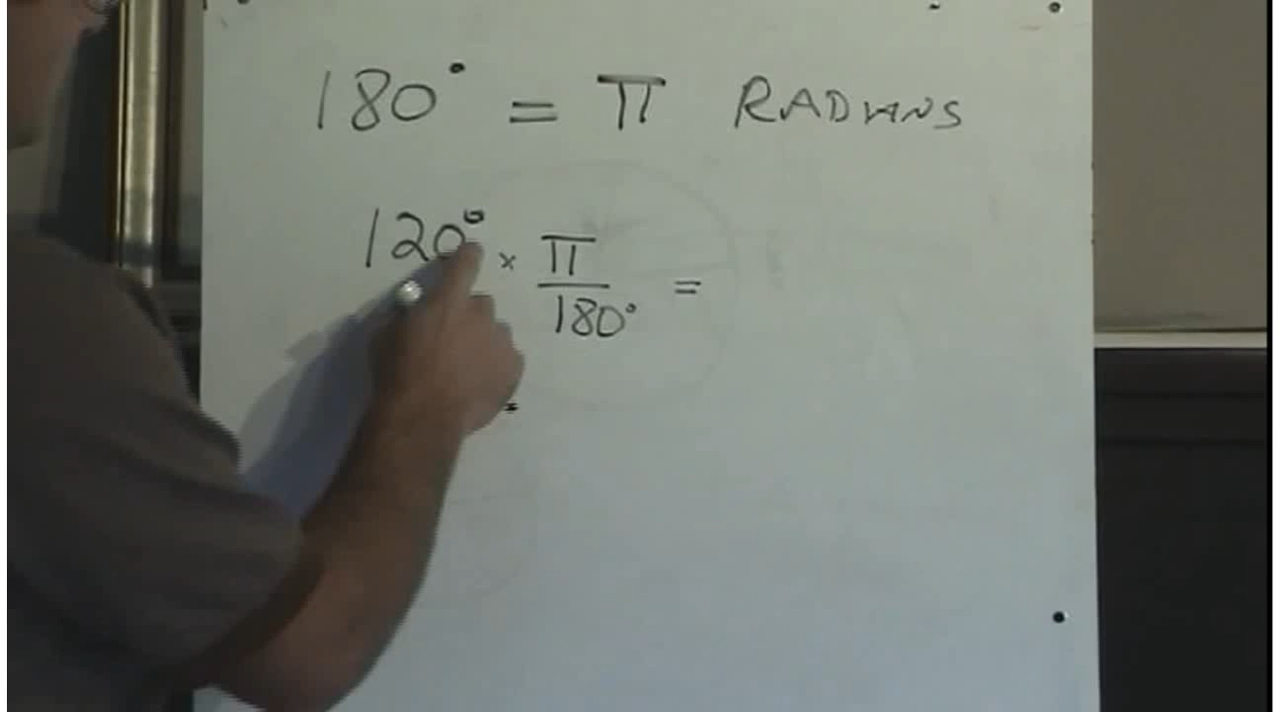 180° = π RADIANS
120° × π/180° =